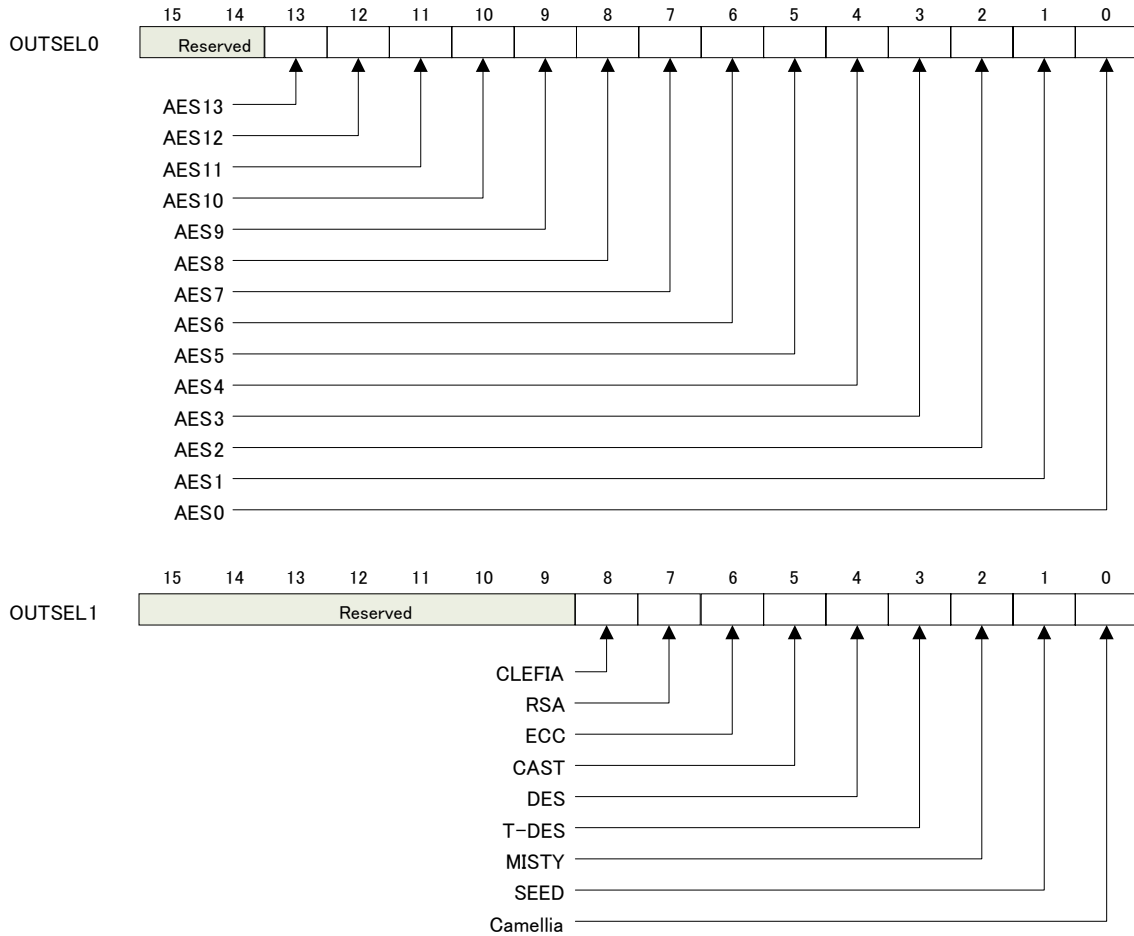 15 14 13 12 11 10 9 8 7 6 5 4 3 2 1 0
OUTSEL0 Reserved
AES13
AES12
AES11
AES10
AES9
AES8
AES7
AES6
AES5
AES4
AES3
AES2
AES1
AES0
15 14 13 12 11 10 9 8 7 6 5 4 3 2 1 0
OUTSEL1 Reserved
CLEFIA
RSA
ECC
CAST
DES
T-DES
MISTY
SEED
Camellia